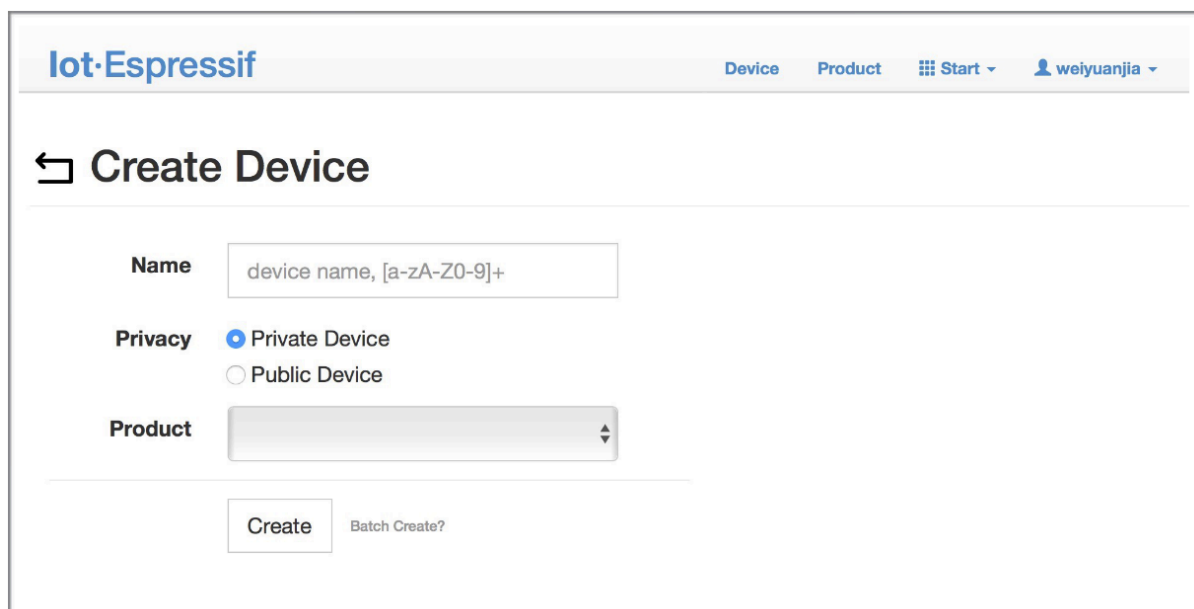 Iot·Espressif
Device Product Start weiyuanjia
Create Device
Name device name, [a-zA-Z0-9]+
Privacy Private Device
Public Device
Product
Create Batch Create?